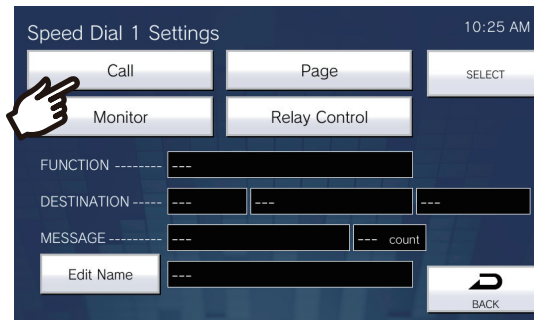 Speed Dial 1 Settings 10:25 AM
Call Page SELECT
Monitor Relay Control
FUNCTION -------- ---
DESTINATION ----- --- --- ---
MESSAGE --------- --- --- count
Edit Name ---
BACK